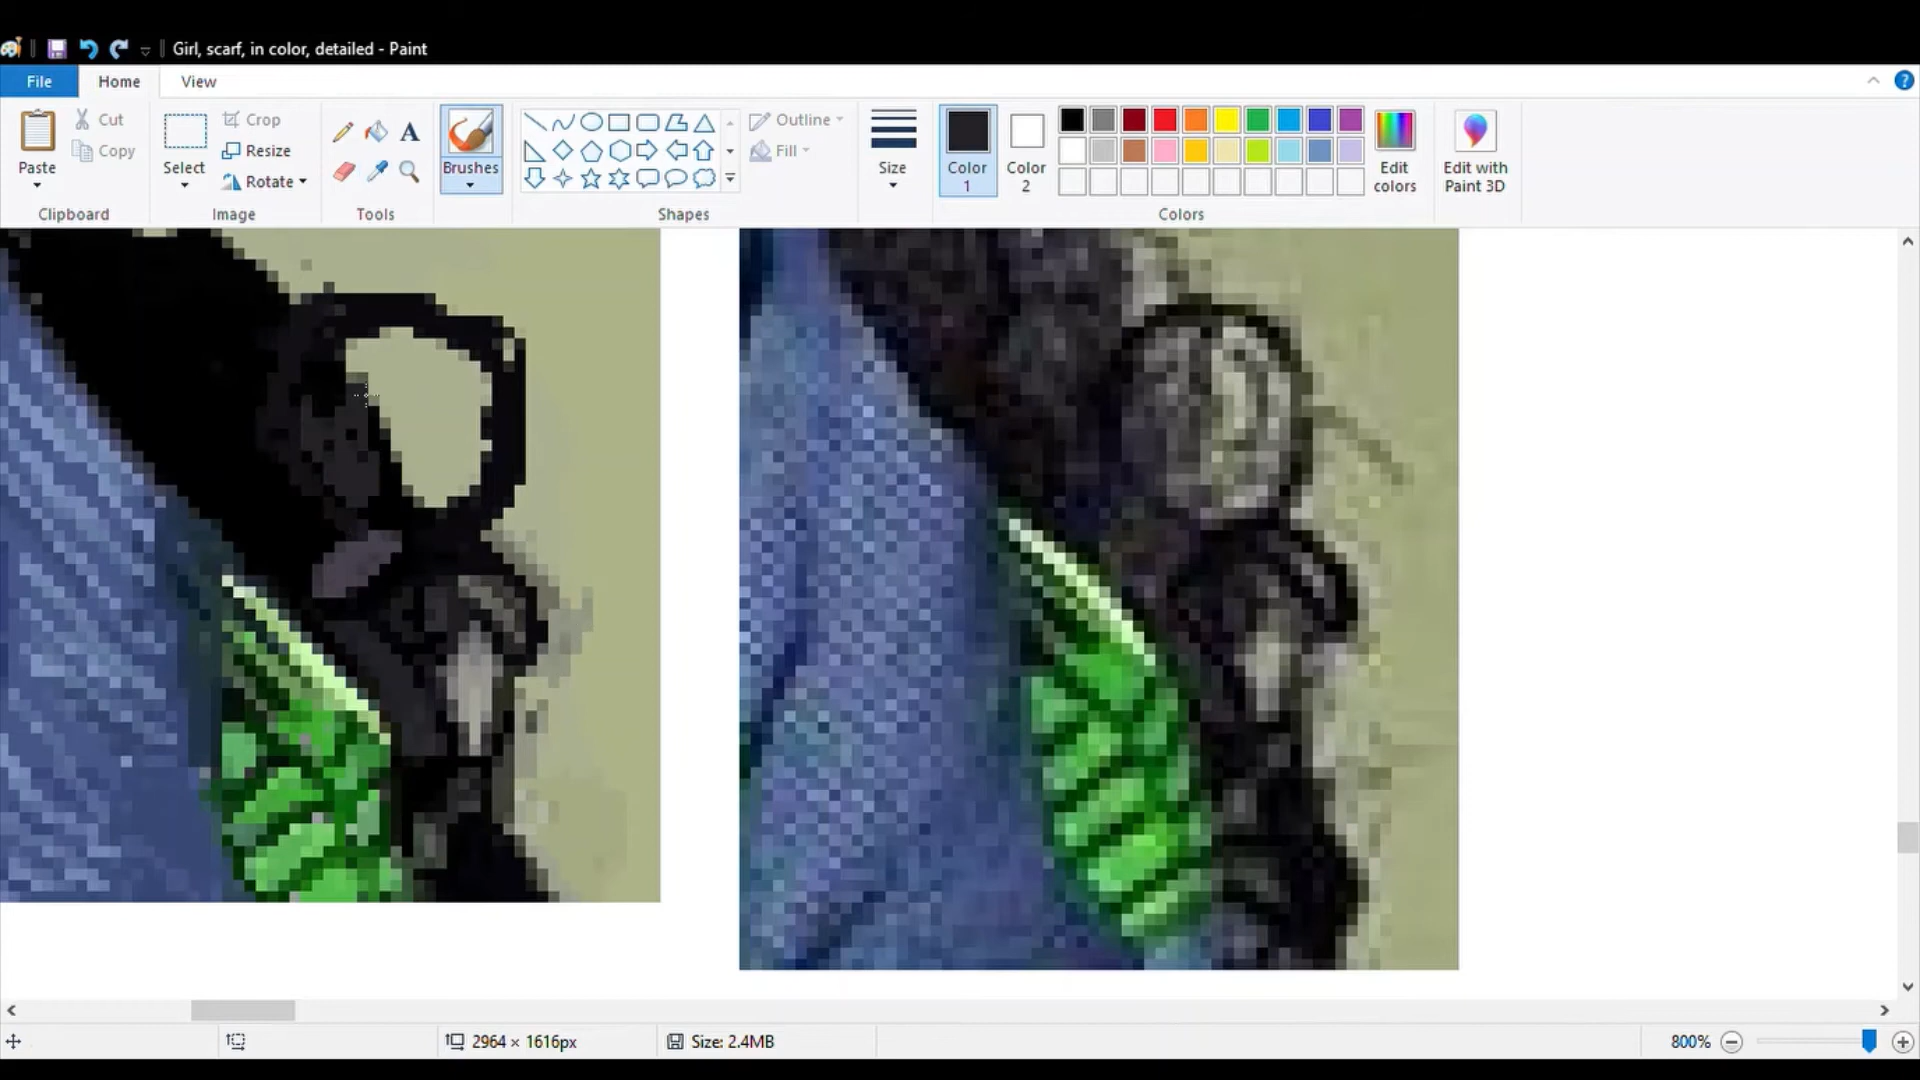 Girl, scarf, in color, detailed - Paint
File Home View
Paste
Cut
Copy
Clipboard
Select
Crop
Resize
Rotate
Image
A
Tools
Brushes
Outline
Fill
Shapes
Size
Color
1
Color
2
Edit
colors
Colors
Edit with
Paint 3D
2964 × 1616px
Size: 2.4MB
800%